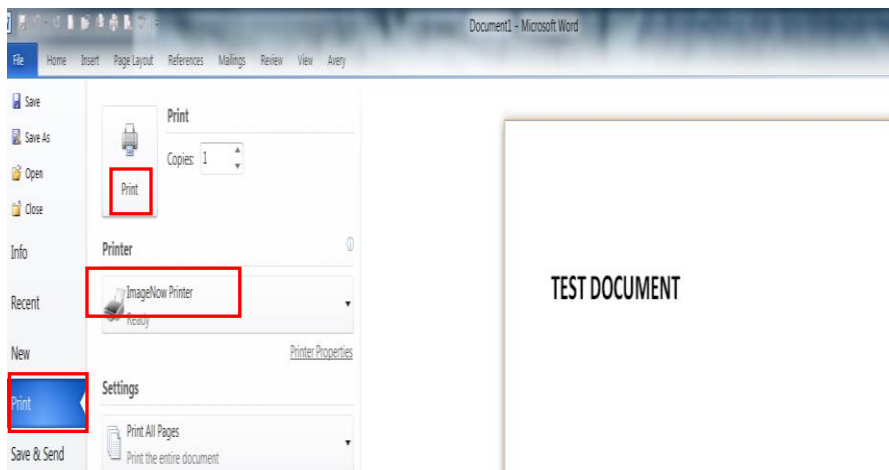 Document1 - Microsoft Word
File Home Insert Page Layout References Mailings Review View Avery
Save
Save As
Open
Close
Info
Recent
New
Print
Save & Send
Print
Copies: 1
Print
Printer
ImageNow Printer
Ready
Printer Properties
Settings
Print All Pages
Print the entire document
TEST DOCUMENT